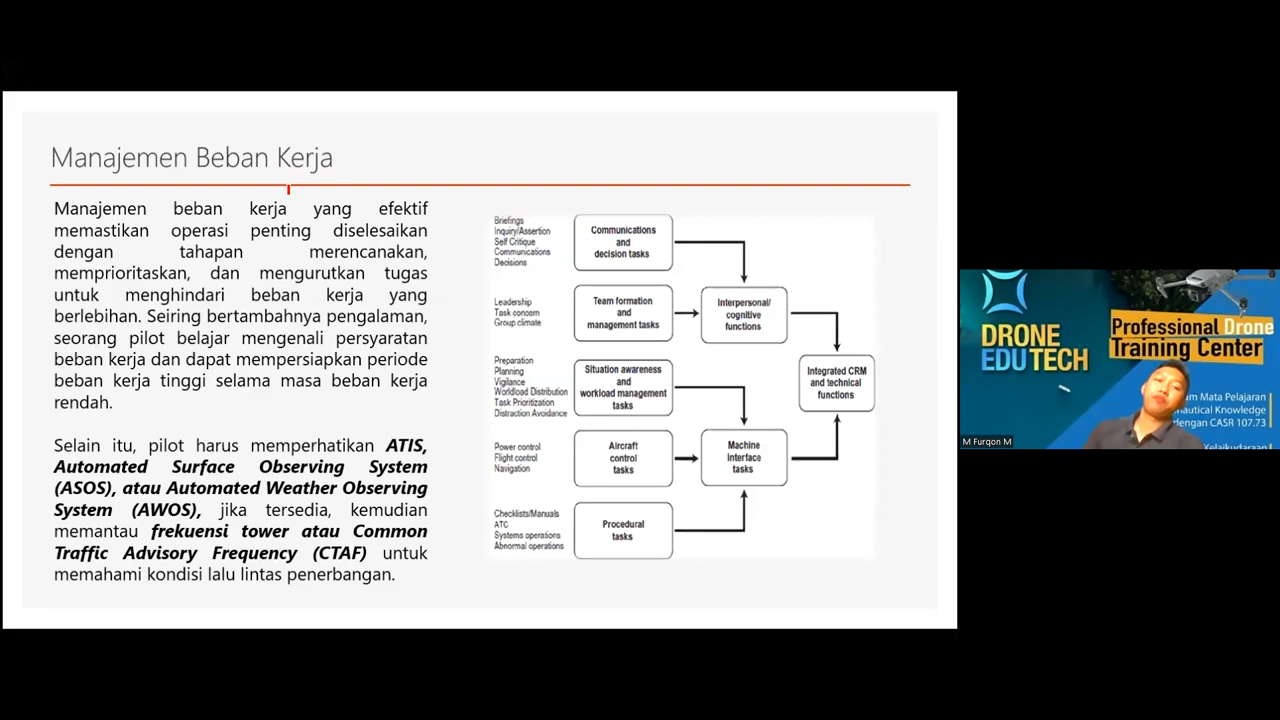 Manajemen Beban Kerja
Manajemen beban kerja yang efektif
memastikan operasi penting diselesaikan
dengan tahapan merencanakan,
memprioritaskan, dan mengurutkan tugas
untuk menghindari beban kerja yang
berlebihan. Seiring bertambahnya pengalaman,
seorang pilot belajar mengenali persyaratan
beban kerja dan dapat mempersiapkan periode
beban kerja tinggi selama masa beban kerja
rendah.
Selain itu, pilot harus memperhatikan ATIS,
Automated Surface Observing System
(ASOS), atau Automated Weather Observing
System (AWOS), jika tersedia, kemudian
memantau frekuensi tower atau Common
Traffic Advisory Frequency (CTAF) untuk
memahami kondisi lalu lintas penerbangan.
Briefings
Inquiry/Assertion
Self Critique
Communications
Decisions
Communications
and
decision tasks
Leadership
Task concern
Group climate
Team formation
and
management tasks
Interpersonal/
cognitive
functions
Preparation
Planning
Vigilance
Workload Distribution
Task Prioritization
Distraction Avoidance
Situation awareness
and
workload management
tasks
Integrated CRM
and technical
functions
Power control
Flight control
Navigation
Aircraft
control
tasks
Machine
interface
tasks
Checklists/Manuals
ATC
Systems operations
Abnormal operations
Procedural
tasks
DRONE
EDUTECH
Professional Drone
Training Center
Mata Pelajaran
Knowledge
dengan CASR 107.73
Kelaikudaraan
M Furqon M